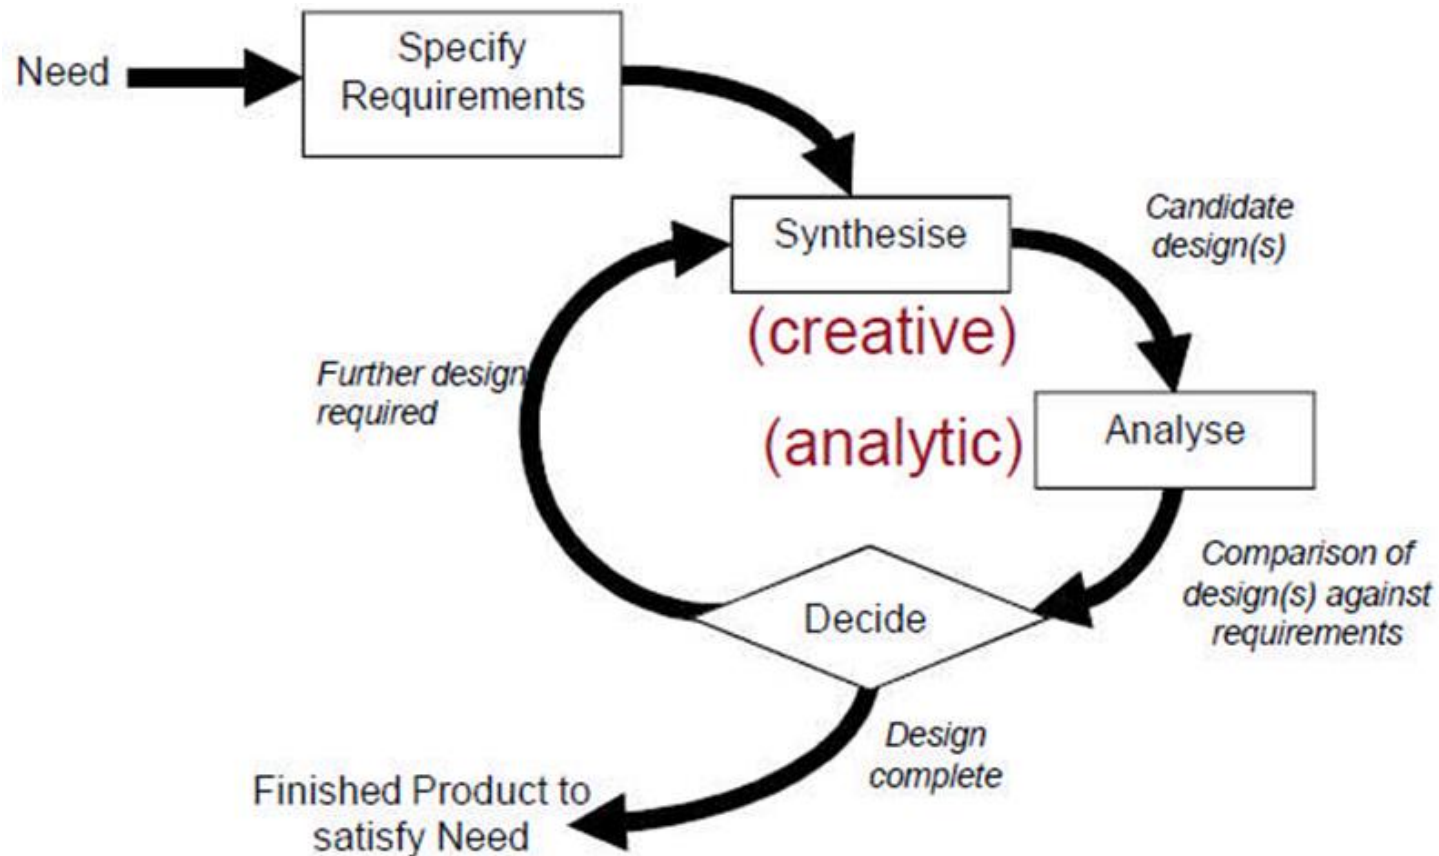 Need
Specify
Requirements
Synthesise
Candidate
design(s)
(creative)
Further design
required
(analytic)
Analyse
Comparison of
design(s) against
requirements
Decide
Design
complete
Finished Product to
satisfy Need